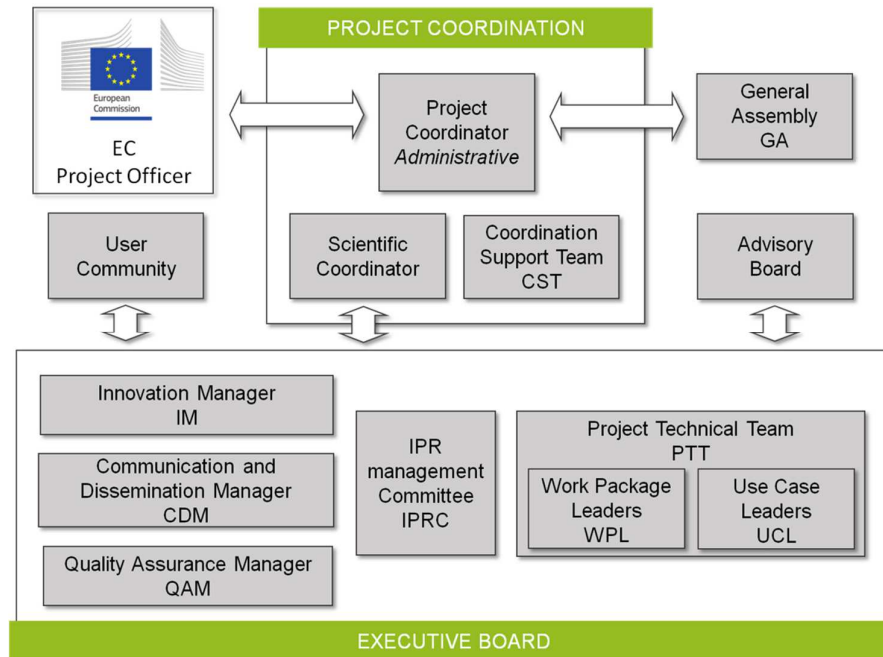 PROJECT COORDINATION
European
Commission
EC
Project Officer
Project
Coordinator
Administrative
General
Assembly
GA
User
Community
Scientific
Coordinator
Coordination
Support Team
CST
Advisory
Board
Innovation Manager
IM
Communication and
Dissemination Manager
CDM
Quality Assurance Manager
QAM
IPR
management
Committee
IPRC
Project Technical Team
PTT
Work Package
Leaders
WPL
Use Case
Leaders
UCL
EXECUTIVE BOARD